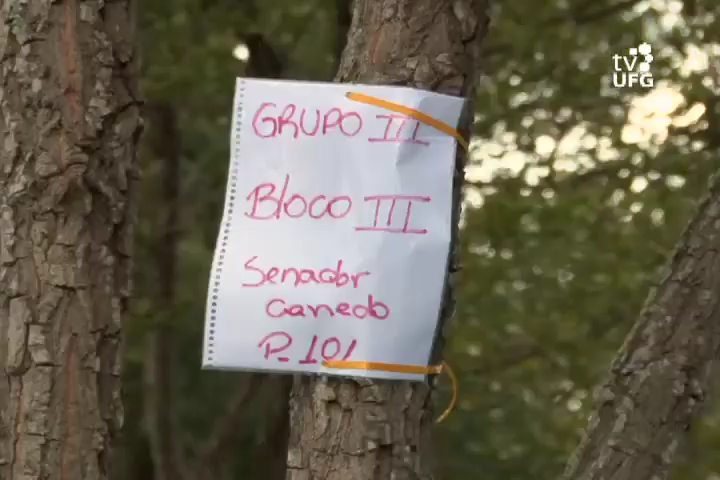 tv
UFG
GRUPO III
Bloco III
Senador
Canedo
P-101